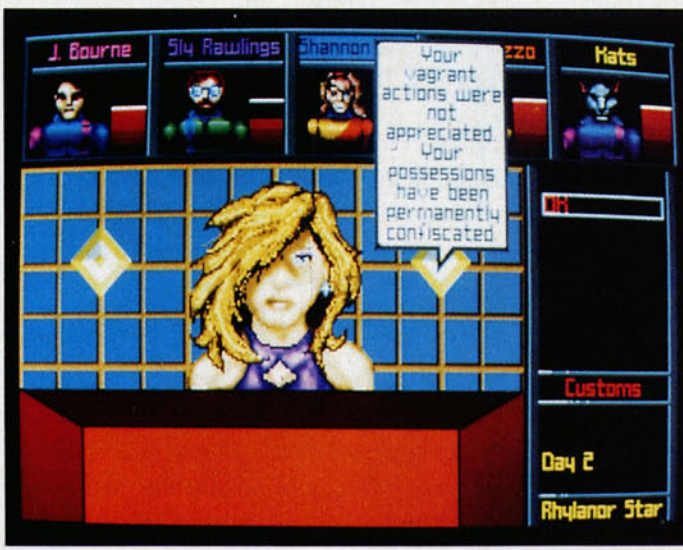 J. Bourne
Sly Rawlings
Shannon
zzo
Kats
Your
vagrant
actions were
not
appreciated.
Your
possessions
have been
permanently
confiscated
OK
Customs
Day 2
Rhylanor Star